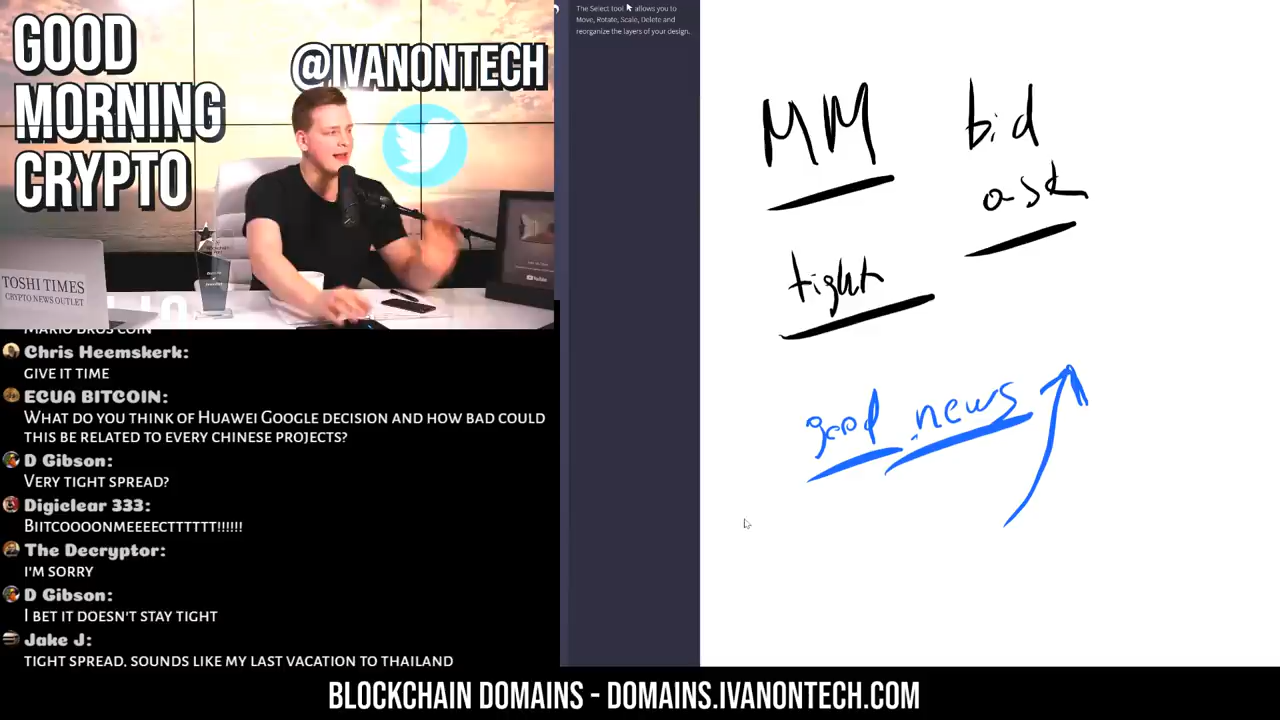 GOOD
MORNING
CRYPTO
@IVANONTECH
TOSHI TIMES
CRYPTO NEWS OUTLET
The Select tool allows you to
Move, Rotate, Scale, Delete and
reorganize the layers of your design.
MM
bid
ask
tight
good news
MARIO BROS COIN
Chris Heemskerk:
GIVE IT TIME
ECUA BITCOIN:
WHAT DO YOU THINK OF HUAWEI GOOGLE DECISION AND HOW BAD COULD
THIS BE RELATED TO EVERY CHINESE PROJECTS?
D Gibson:
VERY TIGHT SPREAD?
Digiclear 333:
BIITCOOOONMEEEECTTTTTT!!!!!!
The Decryptor:
I'M SORRY
D Gibson:
I BET IT DOESN'T STAY TIGHT
Jake J:
TIGHT SPREAD, SOUNDS LIKE MY LAST VACATION TO THAILAND
BLOCKCHAIN DOMAINS - DOMAINS.IVANONTECH.COM